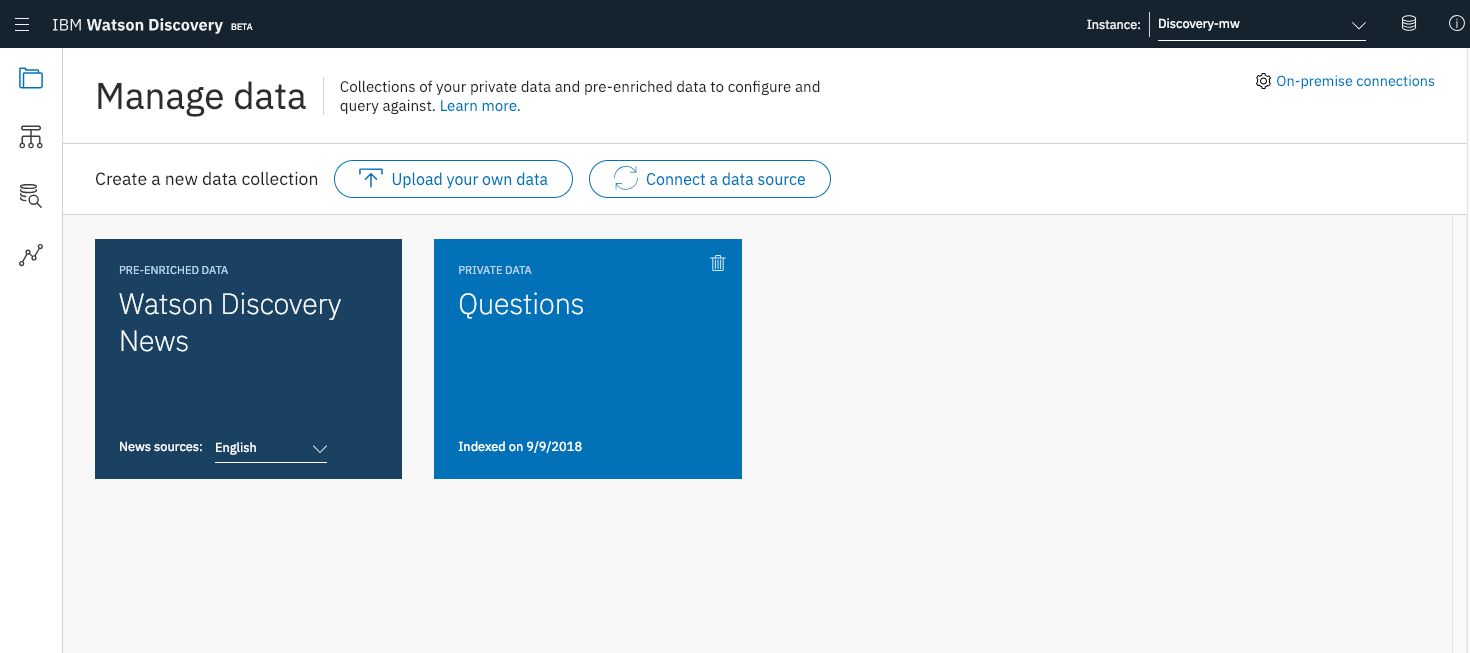 IBM Watson Discovery BETA
Instance: Discovery-mw
Manage data
Collections of your private data and pre-enriched data to configure and
query against. Learn more.
On-premise connections
Create a new data collection
Upload your own data
Connect a data source
PRE-ENRICHED DATA
Watson Discovery
News
News sources: English
PRIVATE DATA
Questions
Indexed on 9/9/2018